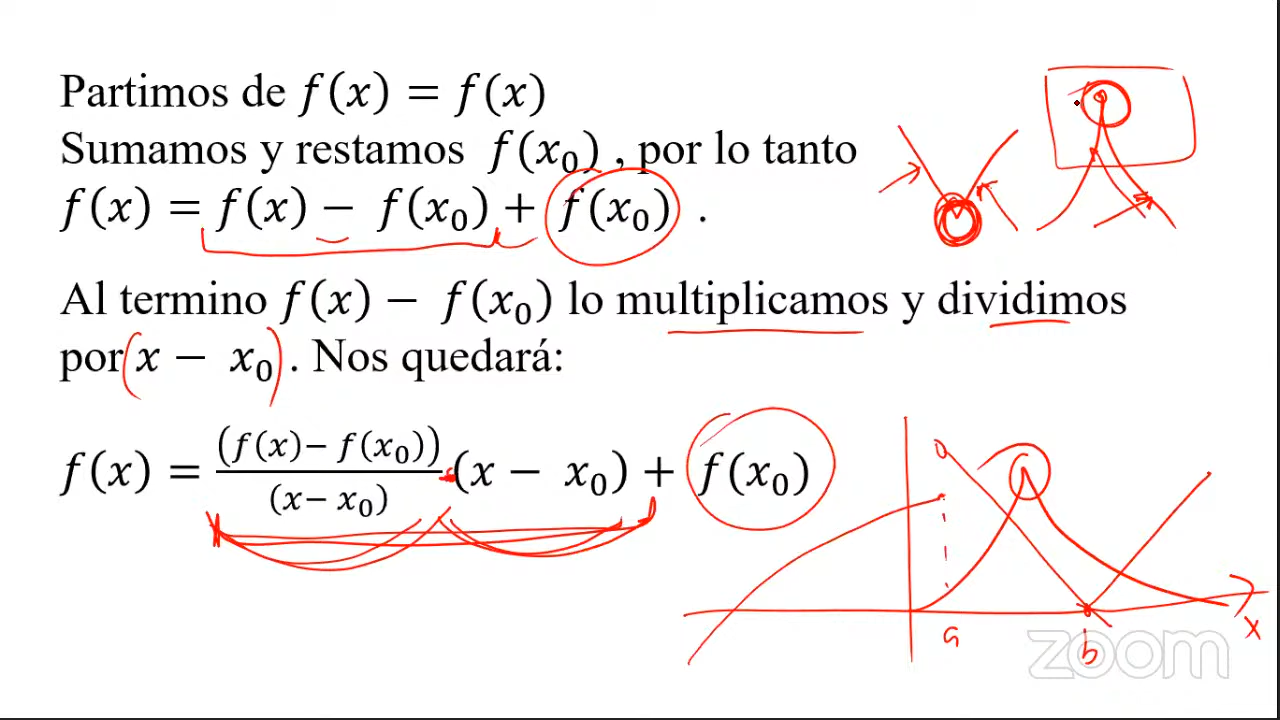 Partimos de f(x) = f(x)
Sumamos y restamos f(x₀) , por lo tanto
f(x) = f(x) − f(x₀) + f(x₀) .
Al termino f(x) − f(x₀) lo multiplicamos y dividimos
por (x − x₀) . Nos quedará:
f(x) = (f(x)− f(x₀))/(x− x₀) .(x − x₀) + f(x₀)
a
b
x
zoom